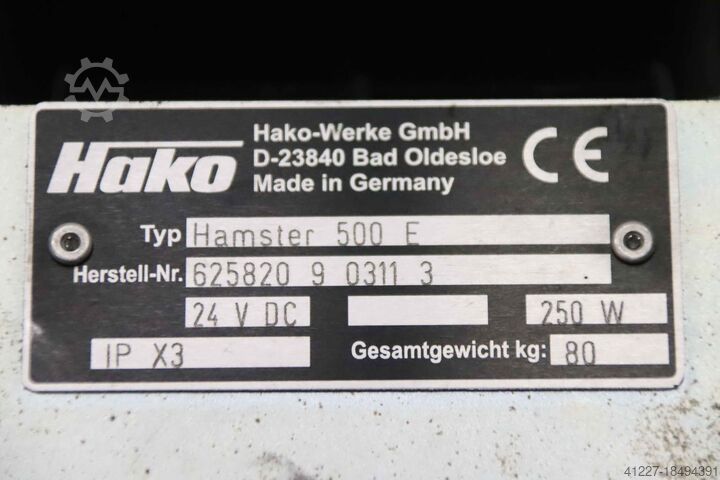 Hako
Hako-Werke GmbH
D-23840 Bad Oldesloe
Made in Germany
CE
Typ Hamster 500 E
Herstell-Nr. 625820 9 0311 3
24 V DC 250 W
IP X3 Gesamtgewicht kg: 80
41227-18494391